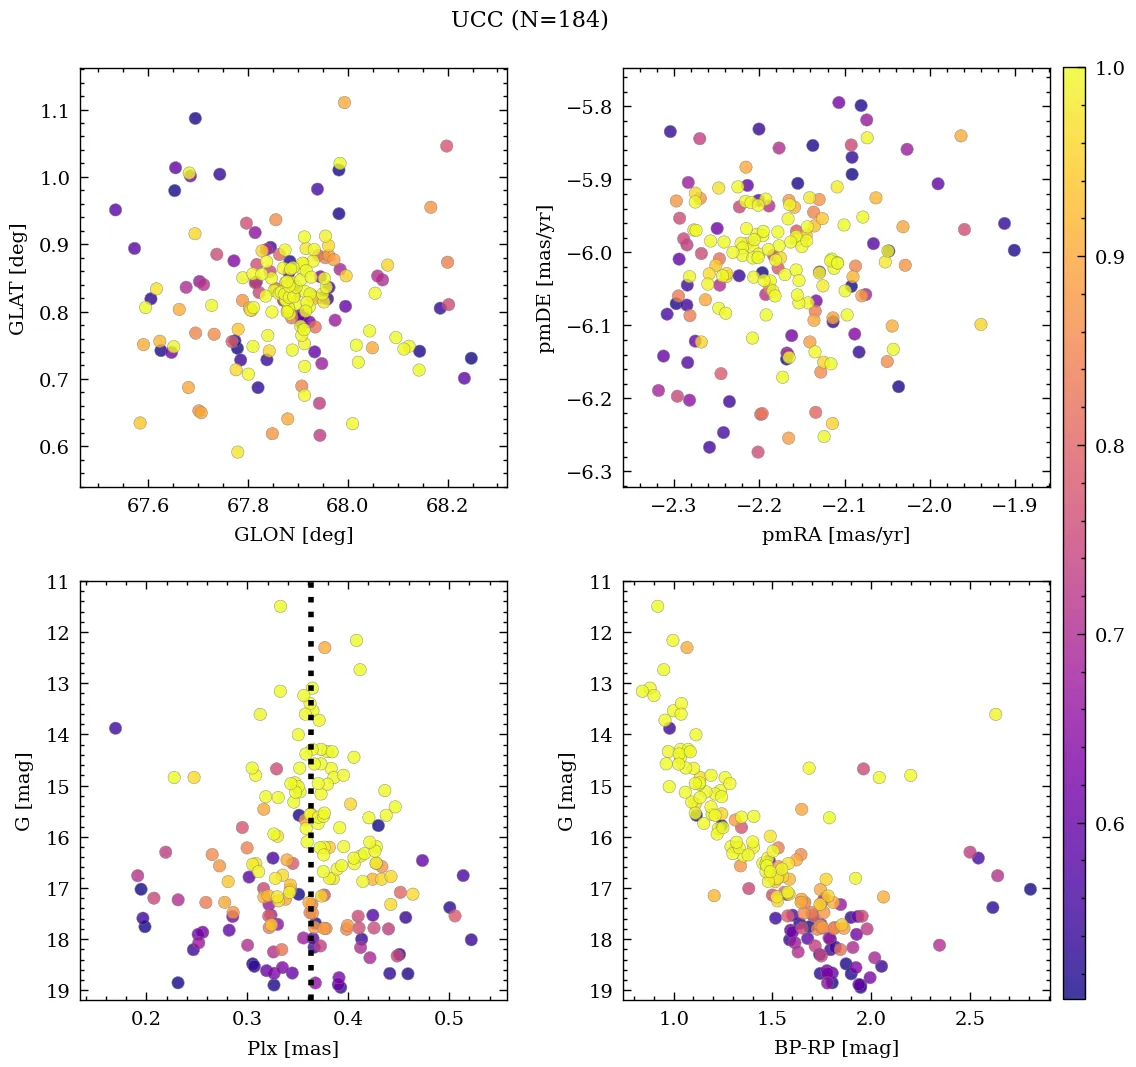 UCC (N=184)
1.1
1.0
0.9
0.8
0.7
0.6
GLAT [deg]
67.6 67.8 68.0 68.2
GLON [deg]
−5.8
−5.9
−6.0
−6.1
−6.2
−6.3
pmDE [mas/yr]
−2.3 −2.2 −2.1 −2.0 −1.9
pmRA [mas/yr]
1.0
0.9
0.8
0.7
0.6
11
12
13
14
15
16
17
18
19
G [mag]
0.2 0.3 0.4 0.5
Plx [mas]
11
12
13
14
15
16
17
18
19
G [mag]
1.0 1.5 2.0 2.5
BP-RP [mag]